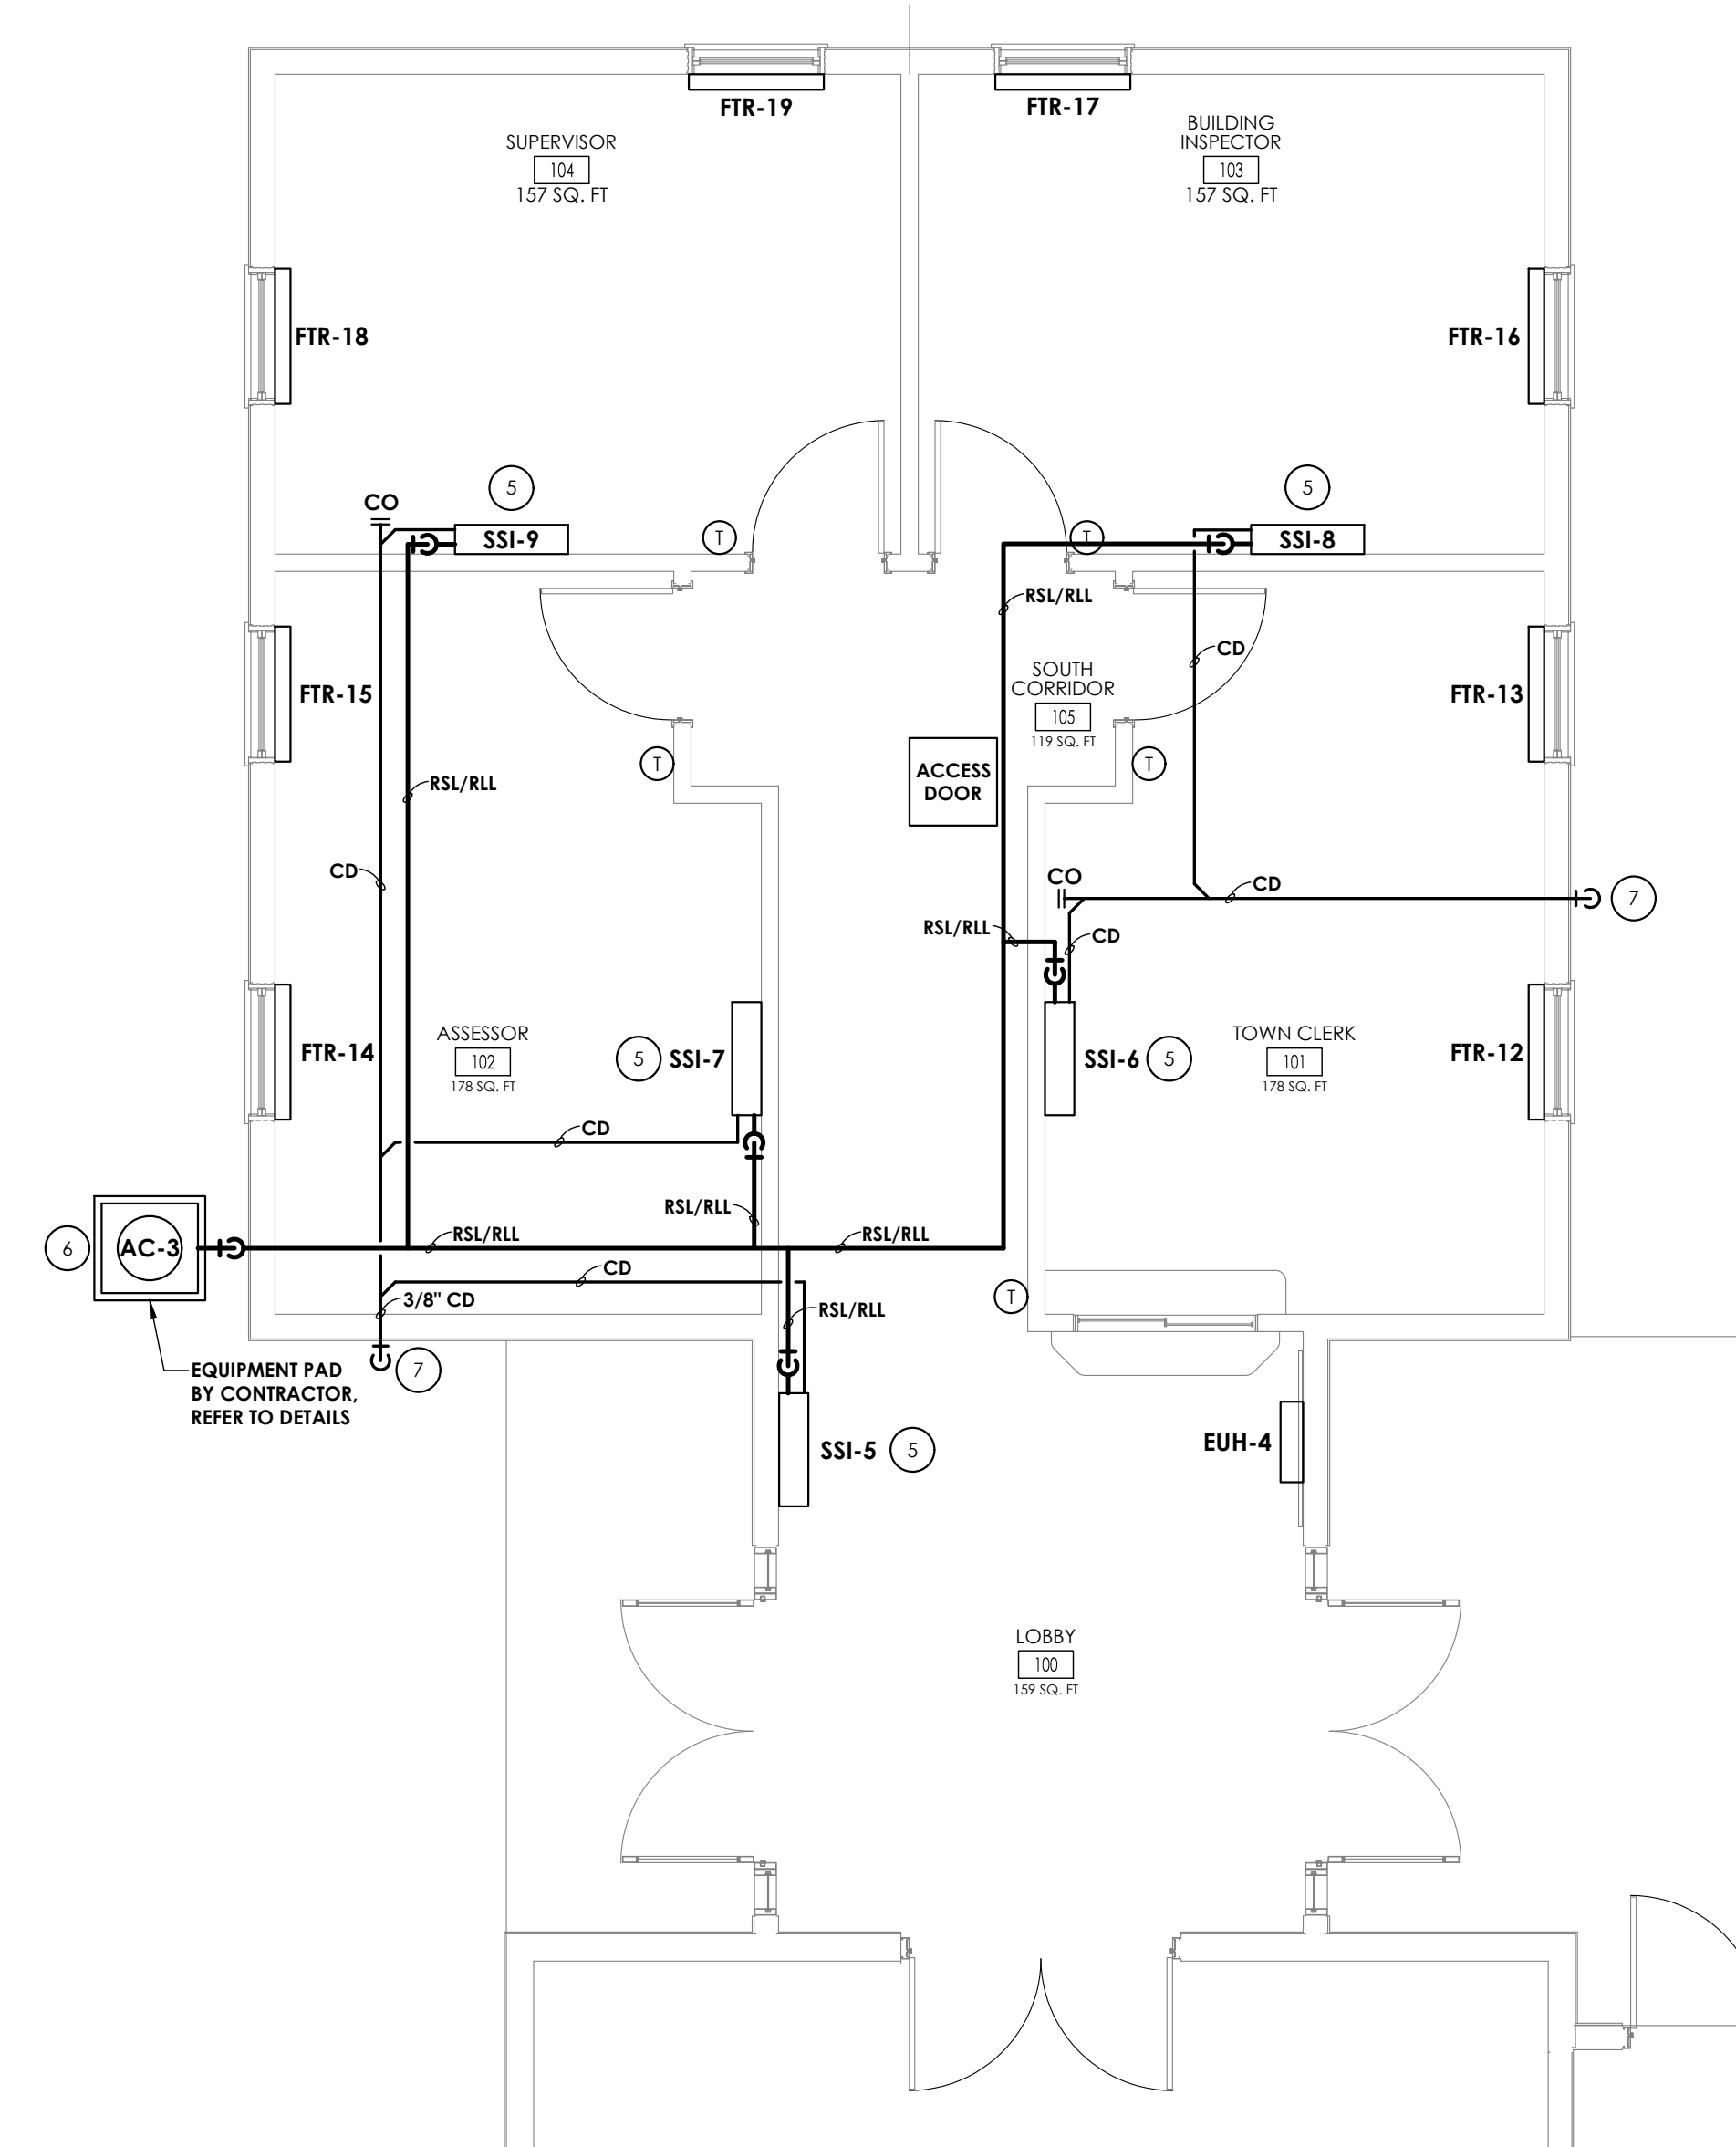 FTR-19
FTR-17
SUPERVISOR
104
157 SQ. FT
BUILDING
INSPECTOR
103
157 SQ. FT
FTR-18
FTR-16
CO
5
SSI-9
T
T
5
SSI-8
RSL/RLL
CD
SOUTH
CORRIDOR
105
119 SQ. FT
FTR-15
FTR-13
T
T
ACCESS
DOOR
RSL/RLL
CD
CO
CD
7
RSL/RLL
CD
ASSESSOR
102
178 SQ. FT
FTR-14
5
SSI-7
SSI-6
5
TOWN CLERK
101
178 SQ. FT
FTR-12
CD
RSL/RLL
6
AC-3
RSL/RLL
RSL/RLL
CD
3/8" CD
RSL/RLL
T
7
EQUIPMENT PAD
BY CONTRACTOR,
REFER TO DETAILS
SSI-5
5
EUH-4
LOBBY
100
159 SQ. FT